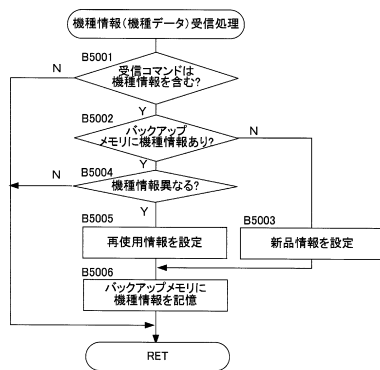 機種情報(機種データ)受信処理
B5001
N
受信コマンドは
機種情報を含む?
Y
B5002
バックアップ
メモリに機種情報あり?
N
Y
B5004
N
機種情報異なる?
Y
B5005
B5003
再使用情報を設定
新品情報を設定
B5006
バックアップメモリに
機種情報を記憶
RET